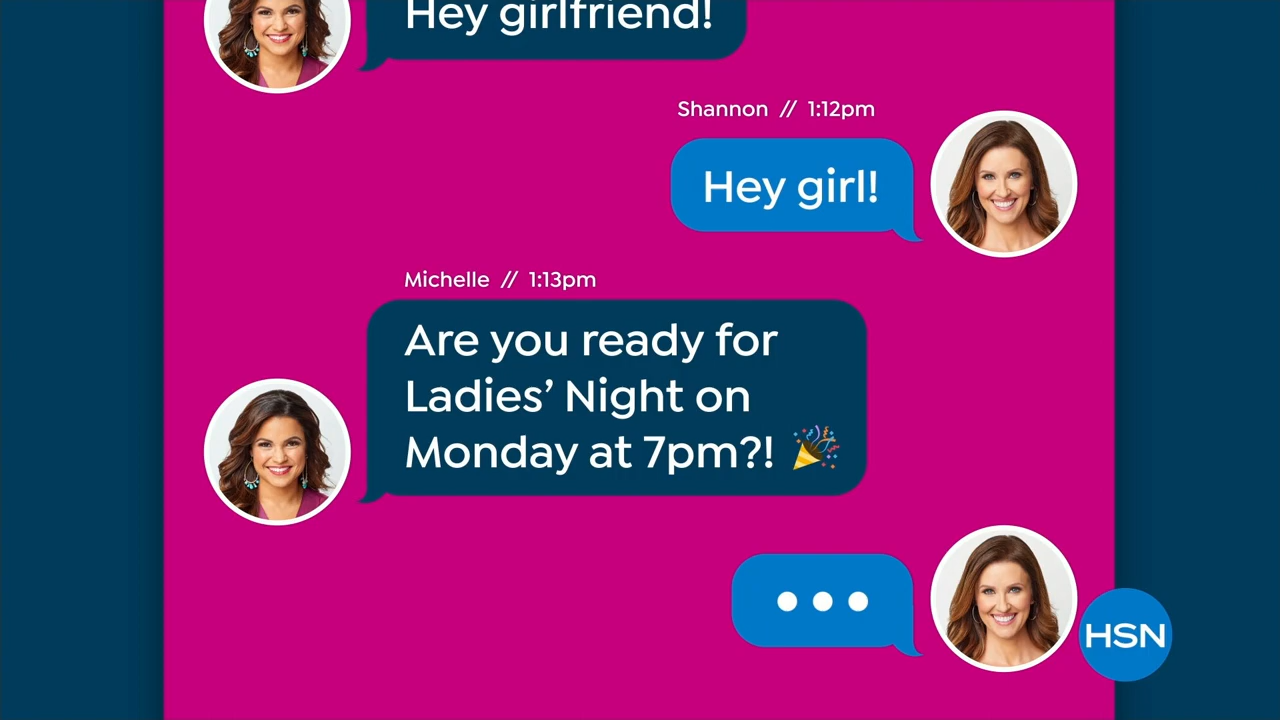 Hey girlfriend!
Shannon // 1:12pm
Hey girl!
Michelle // 1:13pm
Are you ready for
Ladies’ Night on
Monday at 7pm?! 🎉
HSN